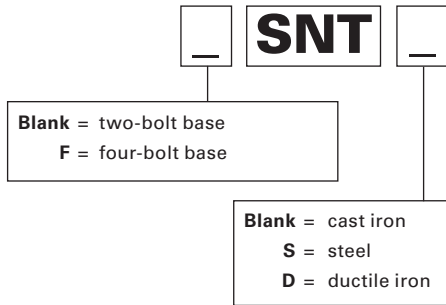 _ SNT _
Blank = two-bolt base
F = four-bolt base
Blank = cast iron
S = steel
D = ductile iron